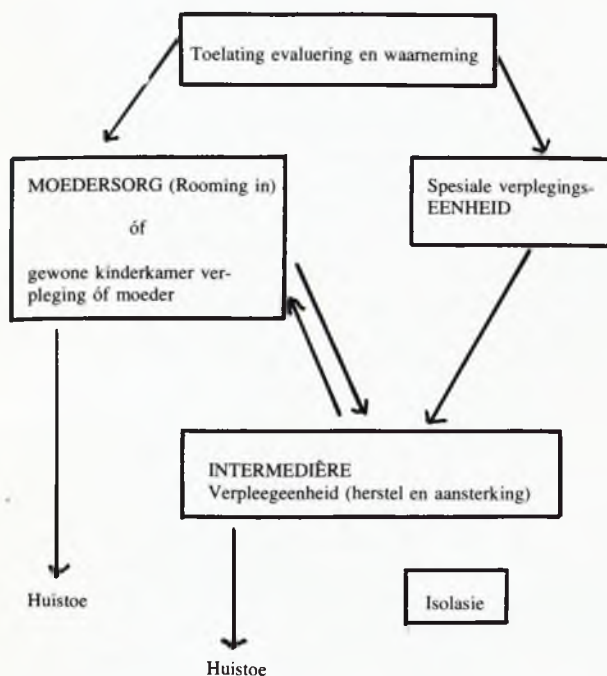 Toelating evaluering en waarneming
MOEDERSORG (Rooming in)
óf
gewone kinderkamer ver-
pleging óf moeder
Spesiale verplegings-
EENHEID
INTERMEDIÊRE
Verpleegeenheid (herstel en aansterking)
Huistoe
Isolasie
Huistoe